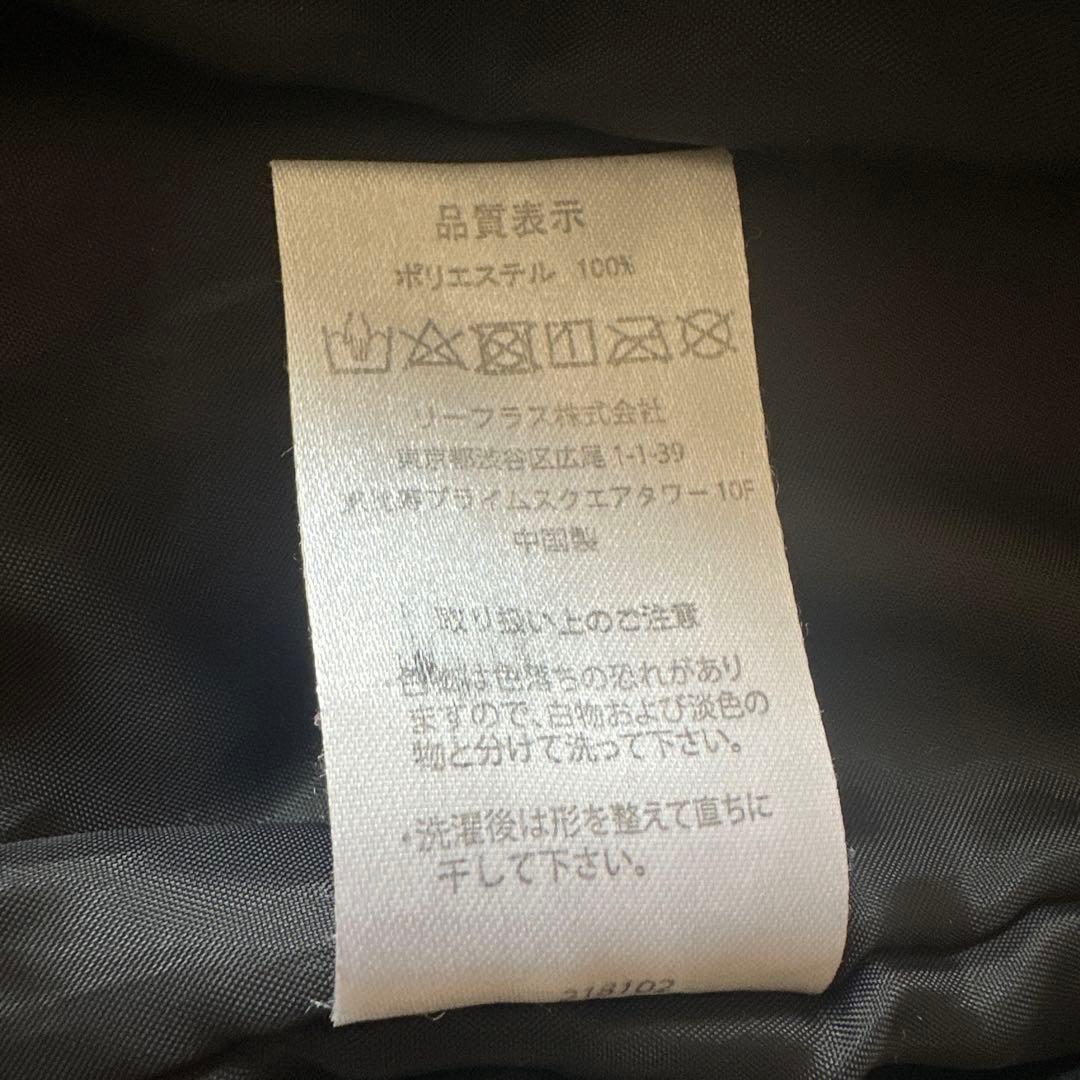 品質表示
ポリエステル 100%
リーフラス株式会社
東京都渋谷区広尾 1-1-39
恵比寿プライムスクエアタワー 10F
中国製
取り扱い上のご注意
は色落ちの恐れがあり
ますので、白物および淡色の
物と分けて洗って下さい。
・洗濯後は形を整えて直ちに
干して下さい。
218102